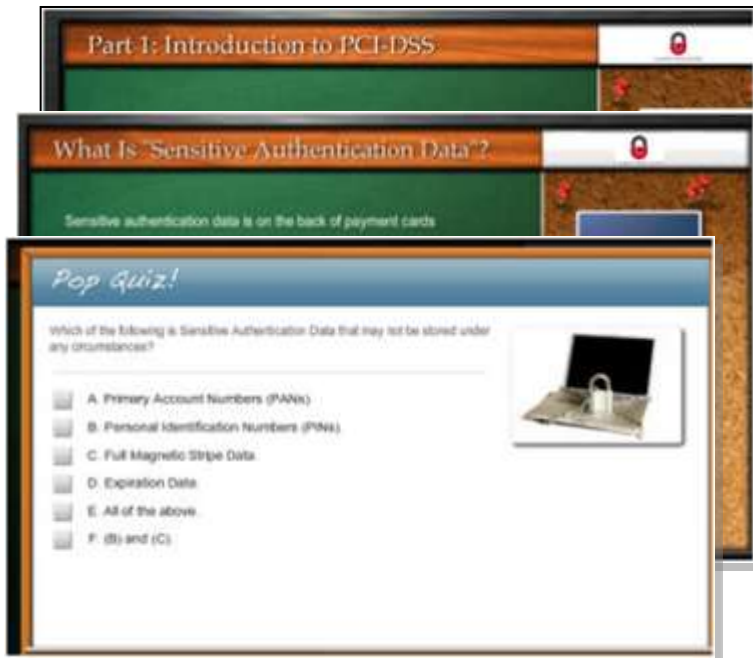 Part 1: Introduction to PCI-DSS
What Is "Sensitive Authentication Data"?
Sensitive authentication data is on the back of payment cards
Pop Quiz!
Which of the following is Sensitive Authentication Data that may not be stored under
any circumstances?
A. Primary Account Numbers (PANs).
B. Personal Identification Numbers (PINs).
C. Full Magnetic Stripe Data.
D. Expiration Date.
E. All of the above.
F. (B) and (C).